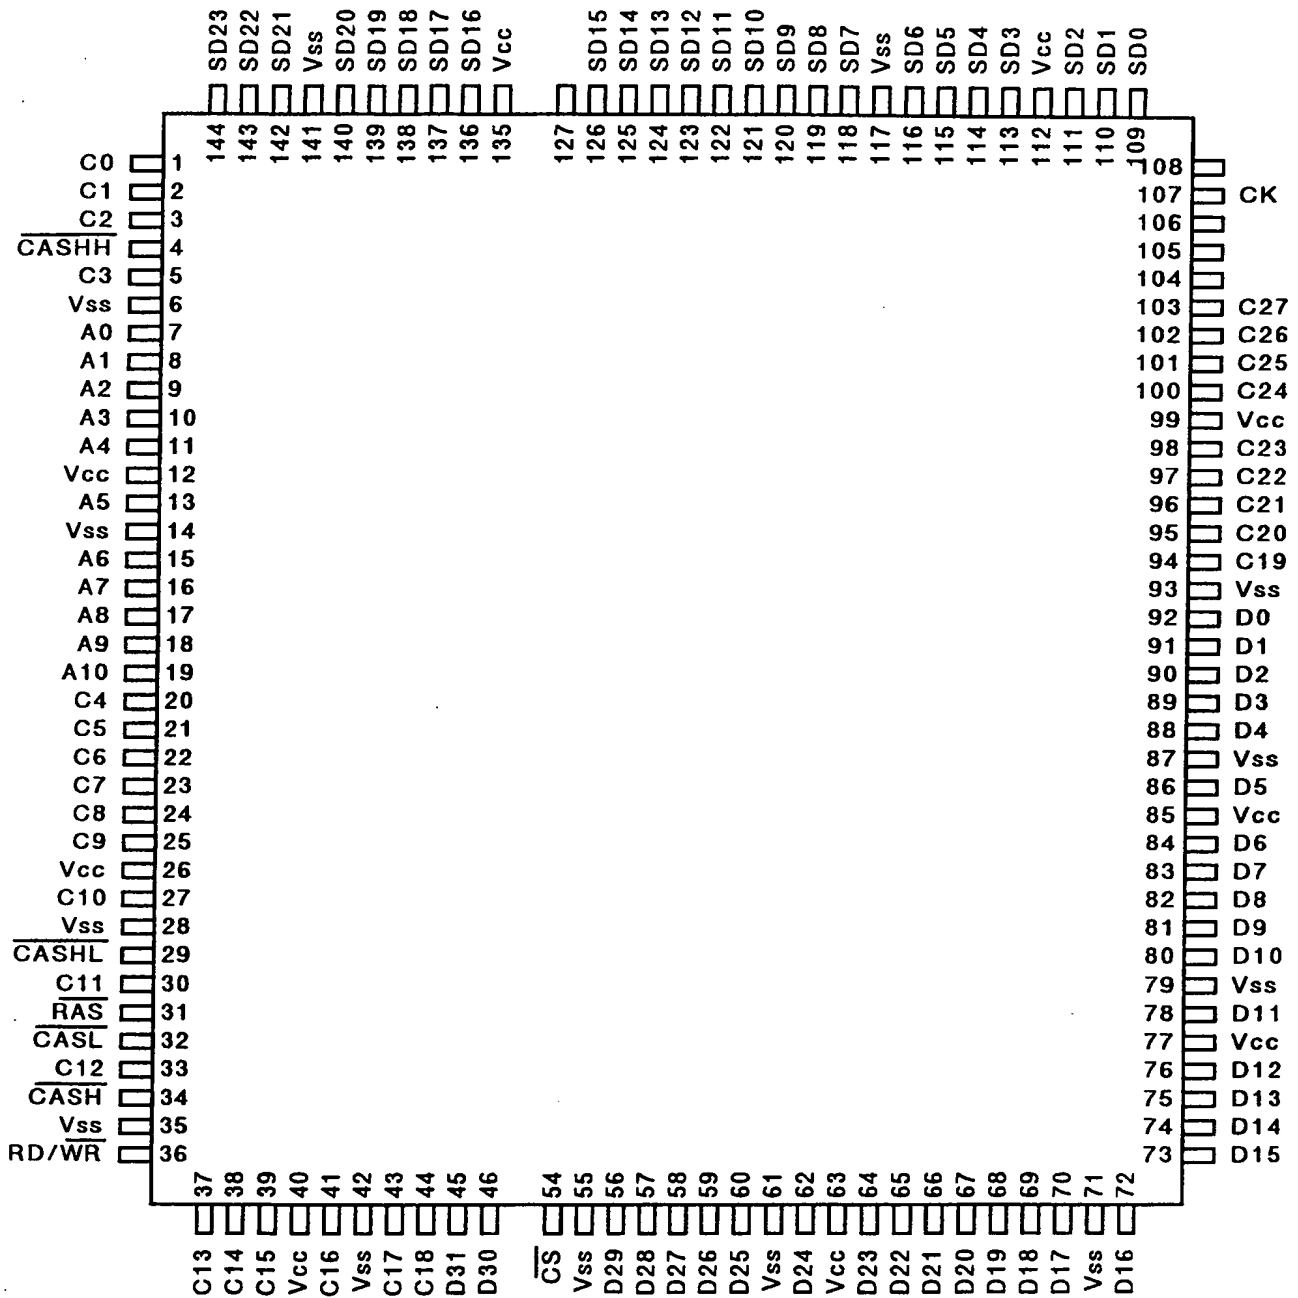 SD23 SD22 SD21 Vss SD20 SD19 SD18 SD17 SD16 Vcc SD15 SD14 SD13 SD12 SD11 SD10 SD9 SD8 SD7 Vss SD6 SD5 SD4 SD3 Vcc SD2 SD1 SD0
144 143 142 141 140 139 138 137 136 135 127 126 125 124 123 122 121 120 119 118 117 116 115 114 113 112 111 110 109
C0 1 108
C1 2 107 CK
C2 3 106
CASHH 4 105
C3 5 104
Vss 6 103 C27
A0 7 102 C26
A1 8 101 C25
A2 9 100 C24
A3 10 99 Vcc
A4 11 98 C23
Vcc 12 97 C22
A5 13 96 C21
Vss 14 95 C20
A6 15 94 C19
A7 16 93 Vss
A8 17 92 D0
A9 18 91 D1
A10 19 90 D2
C4 20 89 D3
C5 21 88 D4
C6 22 87 Vss
C7 23 86 D5
C8 24 85 Vcc
C9 25 84 D6
Vcc 26 83 D7
C10 27 82 D8
Vss 28 81 D9
CASHL 29 80 D10
C11 30 79 Vss
RAS 31 78 D11
CASL 32 77 Vcc
C12 33 76 D12
CASH 34 75 D13
Vss 35 74 D14
RD/WR 36 73 D15
37 38 39 40 41 42 43 44 45 46 54 55 56 57 58 59 60 61 62 63 64 65 66 67 68 69 70 71 72
C13 C14 C15 Vcc C16 Vss C17 C18 D31 D30 CS Vss D29 D28 D27 D26 D25 Vss D24 Vcc D23 D22 D21 D20 D19 D18 D17 Vss D16